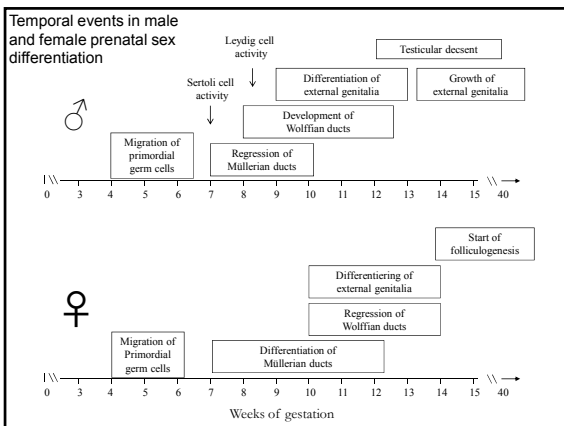 Temporal events in male
and female prenatal sex
differentiation
Leydig cell
activity
Testicular decsent
Sertoli cell
activity
Differentiation of
external genitalia
Growth of
external genitalia
♂
Development of
Wolffian ducts
Migration of
primordial
germ cells
Regression of
Müllerian ducts
0 3 4 5 6 7 8 9 10 11 12 13 14 15 40
Start of
folliculogenesis
Differentiering of
external genitalia
♀
Regression of
Wolffian ducts
Migration of
Primordial
germ cells
Differentiation of
Müllerian ducts
0 3 4 5 6 7 8 9 10 11 12 13 14 15 40
Weeks of gestation